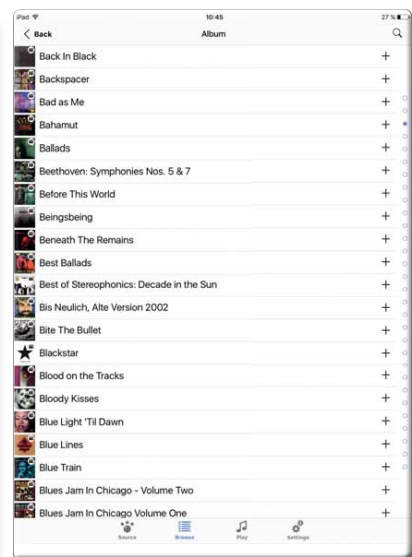 iPad 10:45 27 %
Back Album
Back In Black +
Backspacer +
Bad as Me +
Bahamut +
Ballads +
Beethoven: Symphonies Nos. 5 & 7 +
Before This World +
Beingsbeing +
Beneath The Remains +
Best Ballads +
Best of Stereophonics: Decade in the Sun +
Bis Neulich, Alte Version 2002 +
Bite The Bullet +
Blackstar +
Blood on the Tracks +
Bloody Kisses +
Blue Light 'Til Dawn +
Blue Lines +
Blue Train +
Blues Jam In Chicago - Volume Two +
Blues Jam In Chicago Volume One +
Source Browse Play Settings